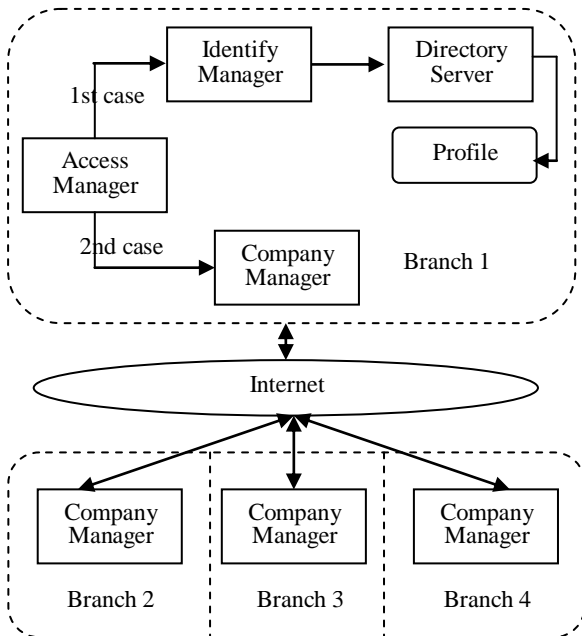 Identify
Manager
Directory
Server
1st case
Profile
Access
Manager
2nd case
Company
Manager
Branch 1
Internet
Company
Manager
Company
Manager
Company
Manager
Branch 2
Branch 3
Branch 4